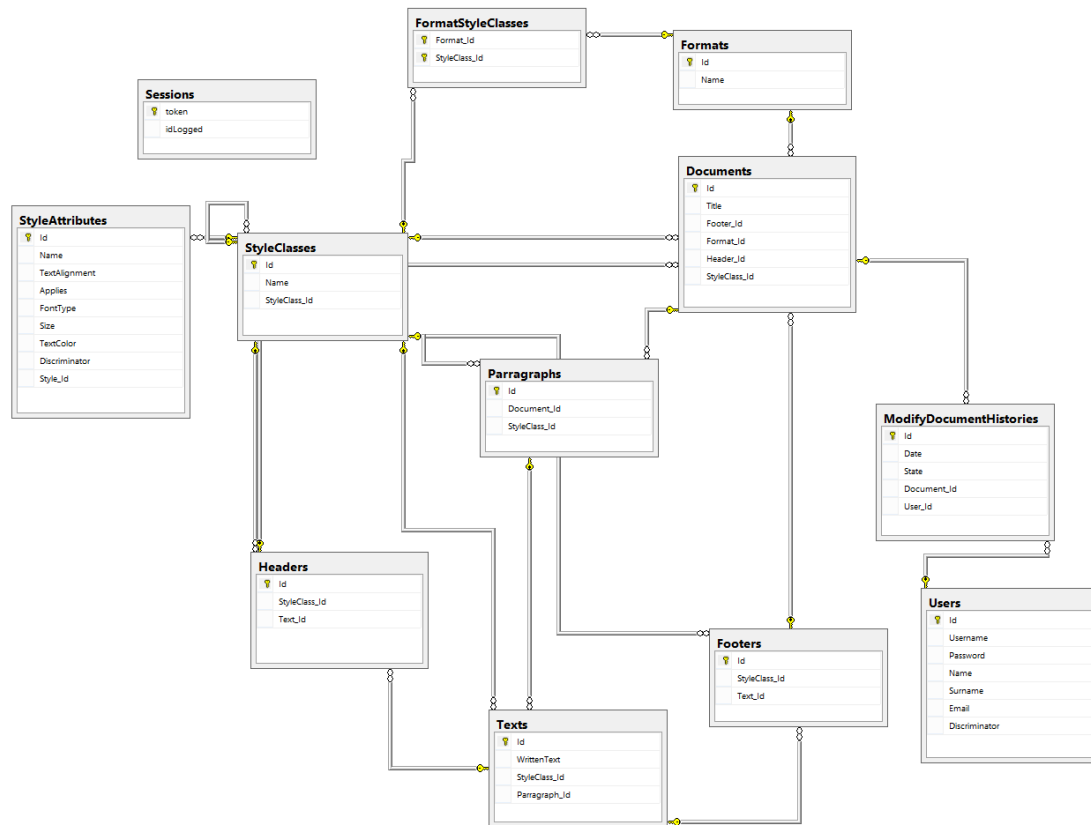 FormatStyleClasses
Format_Id
StyleClass_Id
Formats
Id
Name
Sessions
token
idLogged
Documents
Id
Title
Footer_Id
Format_Id
Header_Id
StyleClass_Id
StyleAttributes
Id
Name
TextAlignment
Applies
FontType
Size
TextColor
Discriminator
Style_Id
StyleClasses
Id
Name
StyleClass_Id
Parragraphs
Id
Document_Id
StyleClass_Id
ModifyDocumentHistories
Id
Date
State
Document_Id
User_Id
Headers
Id
StyleClass_Id
Text_Id
Users
Id
Username
Password
Name
Surname
Email
Discriminator
Footers
Id
StyleClass_Id
Text_Id
Texts
Id
WrittenText
StyleClass_Id
Parragraph_Id